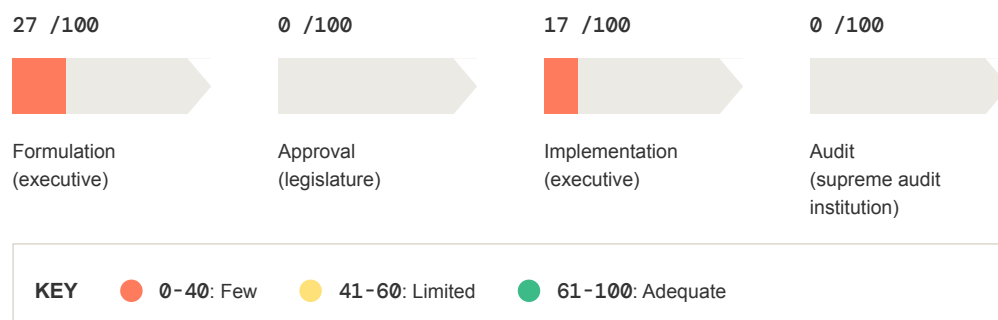 27 /100
0 /100
17 /100
0 /100
Formulation
(executive)
Approval
(legislature)
Implementation
(executive)
Audit
(supreme audit
institution)
KEY
0-40: Few
41-60: Limited
61-100: Adequate